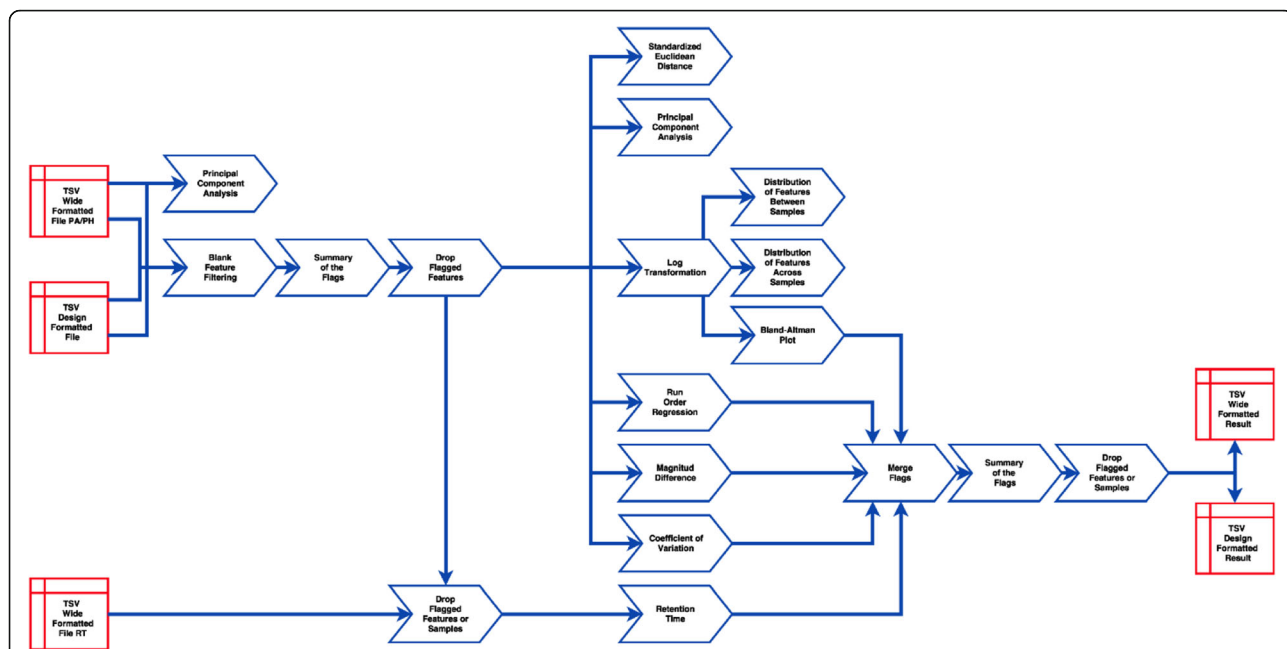 Standardized
Euclidean
Distance
Principal
Component
Analysis
TSV
Wide
Formatted
File PA/PH
Principal
Component
Analysis
Distribution
of Features
Between
Samples
Blank
Feature
Filtering
Summary
of the
Flags
Drop
Flagged
Features
Log
Transformation
Distribution
of Features
Across
Samples
TSV
Design
Formatted
File
Bland-Altman
Plot
Run
Order
Regression
TSV
Wide
Formatted
Result
Magnitud
Difference
Merge
Flags
Summary
of the
Flags
Drop
Flagged
Features or
Samples
Coefficient of
Variation
TSV
Design
Formatted
Result
TSV
Wide
Formatted
File RT
Drop
Flagged
Features or
Samples
Retention
Time